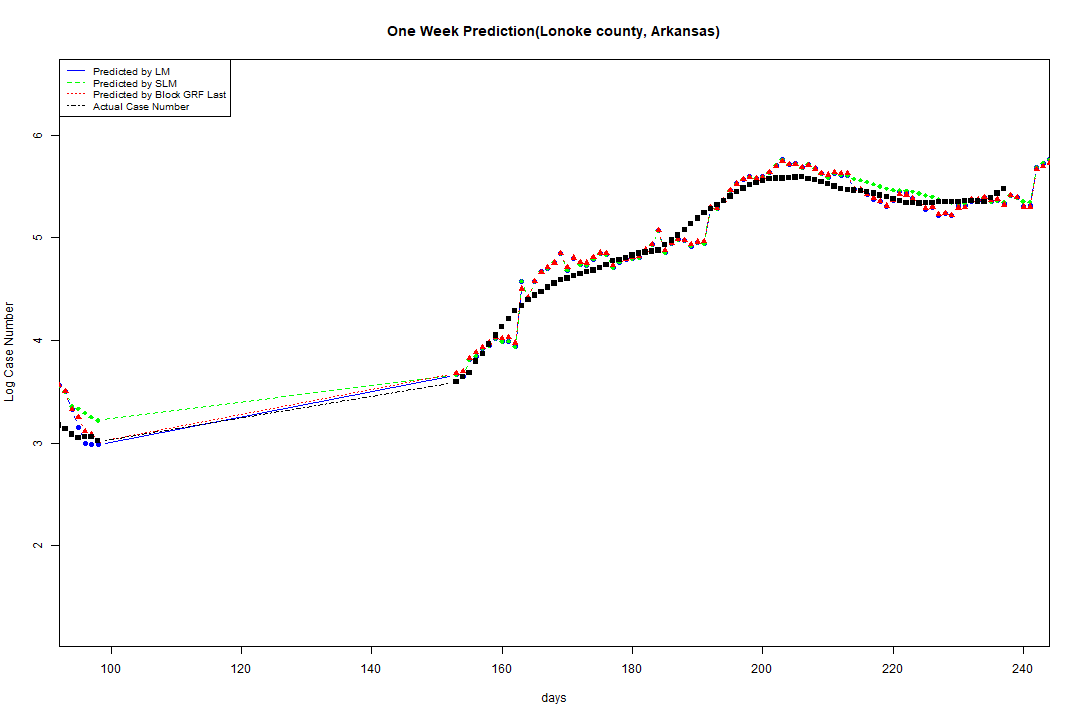 One Week Prediction(Lonoke county, Arkansas)
Predicted by LM
Predicted by SLM
Predicted by Block GRF Last
Actual Case Number
6
5
4
3
2
Log Case Number
100 120 140 160 180 200 220 240
days